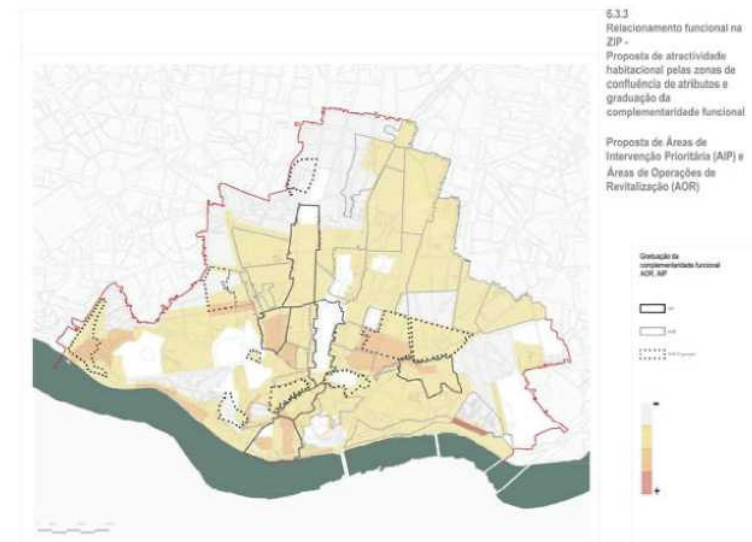 6.3.3
Relacionamento funcional na
ZIP -
Proposta de atractividade
habitacional pelas zonas de
confluência de atributos e
graduação da
complementaridade funcional
Proposta de Áreas de
Intervenção Prioritária (AIP) e
Áreas de Operações de
Revitalização (AOR)
Graduação da
complementaridade funcional
AOR, AIP
-
+